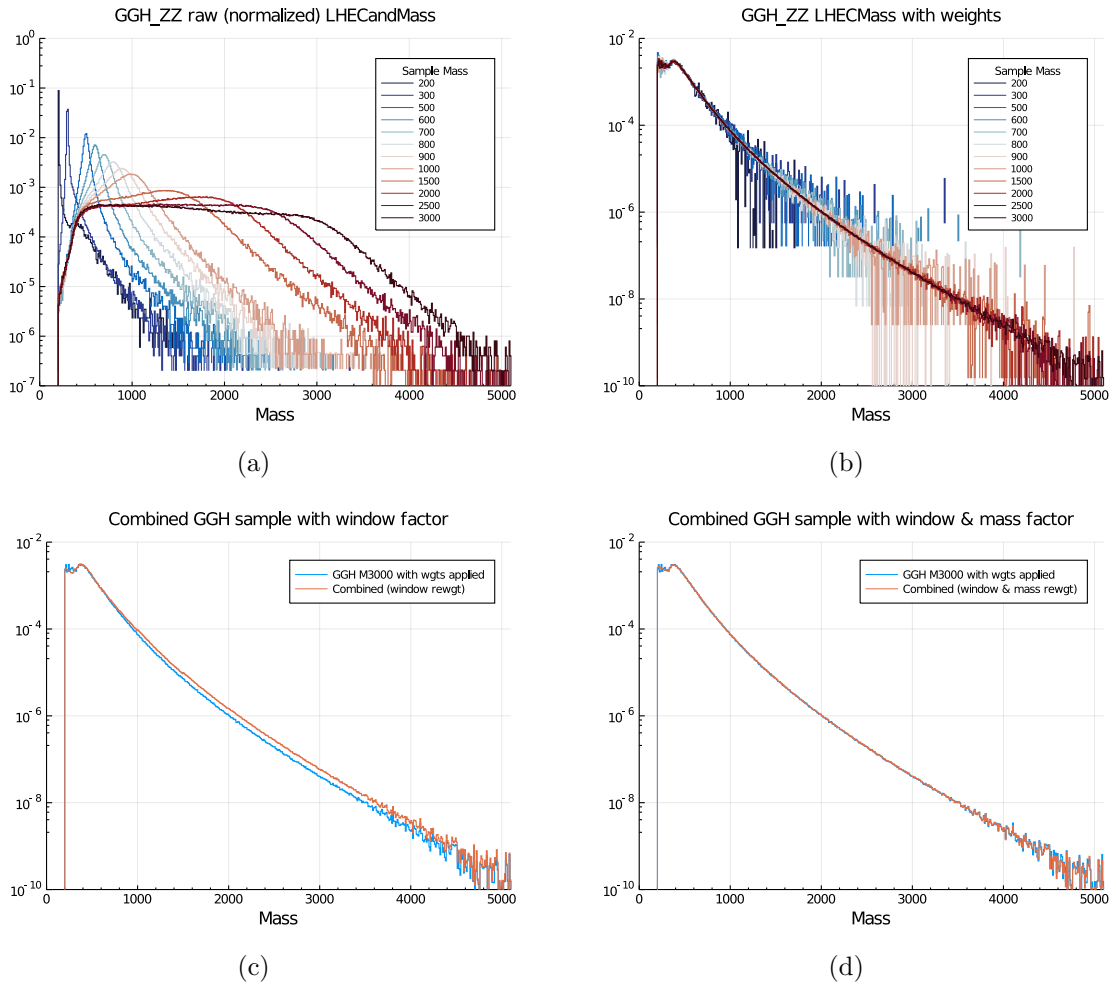 GGH_ZZ raw (normalized) LHECandMass
10^0
10^-1
10^-2
10^-3
10^-4
10^-5
10^-6
10^-7
Sample Mass
200
300
500
600
700
800
900
1000
1500
2000
2500
3000
0 1000 2000 3000 4000 5000
Mass
(a)
GGH_ZZ LHECMass with weights
10^-2
10^-4
10^-6
10^-8
10^-10
Sample Mass
200
300
500
600
700
800
900
1000
1500
2000
2500
3000
0 1000 2000 3000 4000 5000
Mass
(b)
Combined GGH sample with window factor
10^-2
10^-4
10^-6
10^-8
10^-10
GGH M3000 with wgts applied
Combined (window rewgt)
0 1000 2000 3000 4000 5000
Mass
(c)
Combined GGH sample with window & mass factor
10^-2
10^-4
10^-6
10^-8
10^-10
GGH M3000 with wgts applied
Combined (window & mass rewgt)
0 1000 2000 3000 4000 5000
Mass
(d)